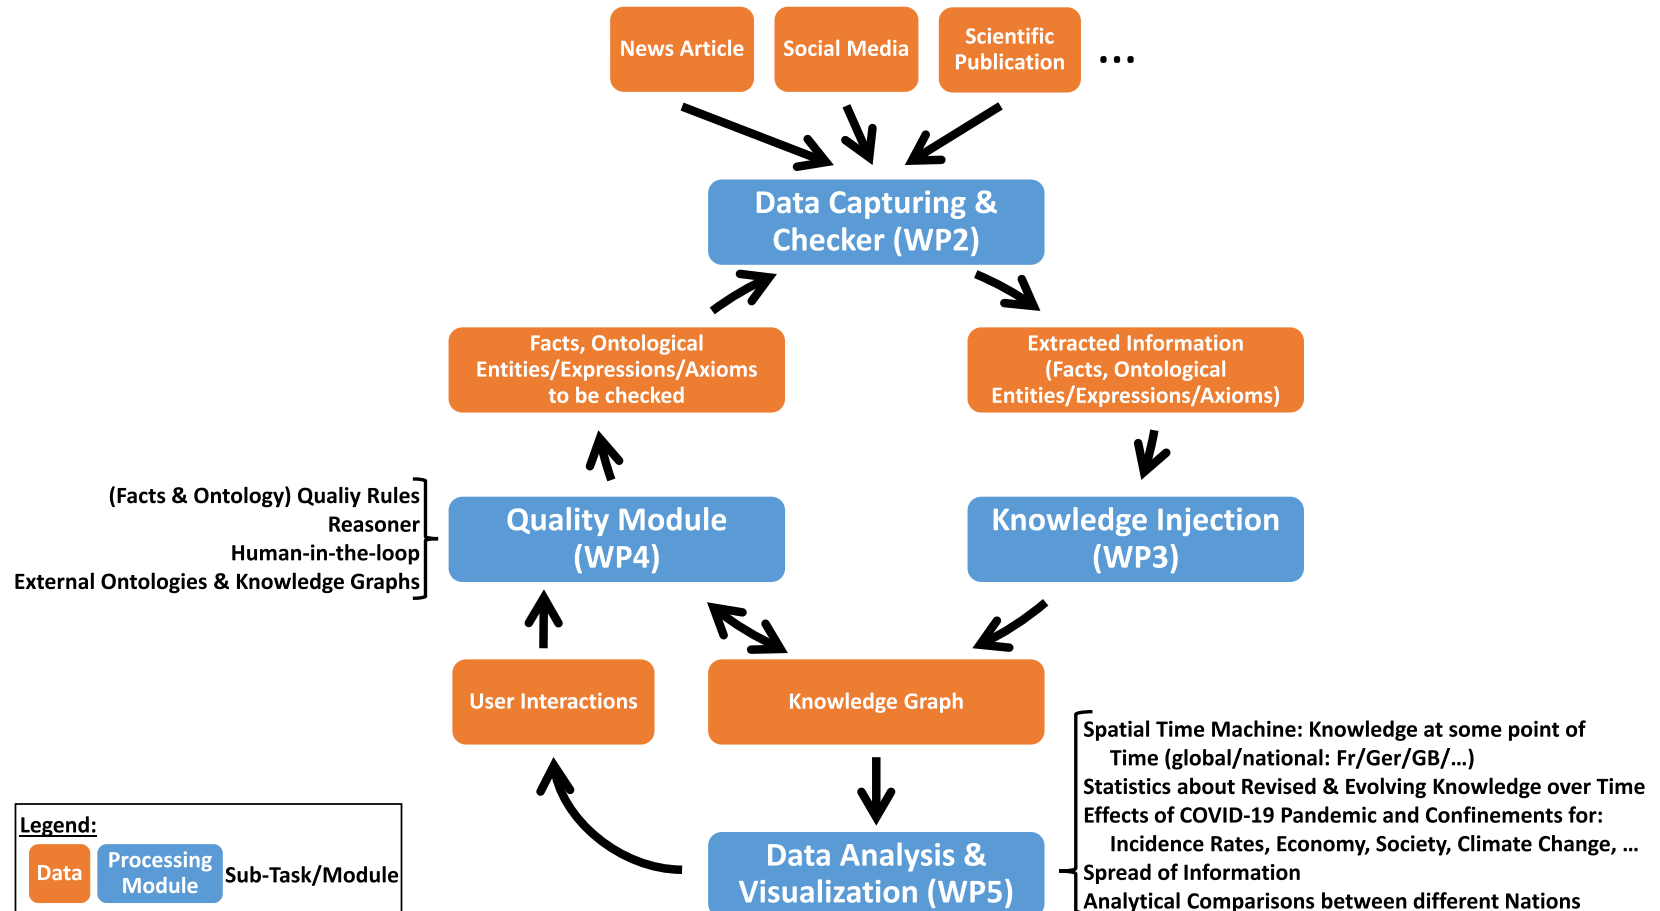 News Article
Social Media
Scientific
Publication
...
Data Capturing &
Checker (WP2)
Facts, Ontological
Entities/Expressions/Axioms
to be checked
Extracted Information
(Facts, Ontological
Entities/Expressions/Axioms)
(Facts & Ontology) Qualiy Rules
Reasoner
Human-in-the-loop
External Ontologies & Knowledge Graphs
Quality Module
(WP4)
Knowledge Injection
(WP3)
User Interactions
Knowledge Graph
Spatial Time Machine: Knowledge at some point of
Time (global/national: Fr/Ger/GB/...)
Statistics about Revised & Evolving Knowledge over Time
Effects of COVID-19 Pandemic and Confinements for:
Incidence Rates, Economy, Society, Climate Change, ...
Spread of Information
Analytical Comparisons between different Nations
Data Analysis &
Visualization (WP5)
Legend:
Data
Processing
Module
Sub-Task/Module